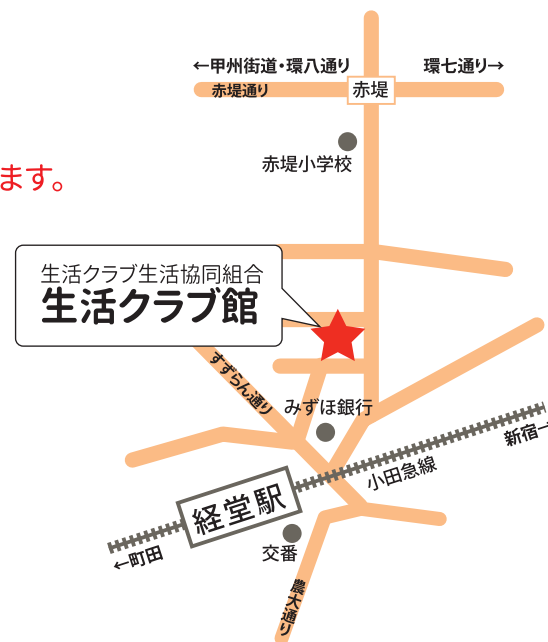 ←甲州街道・環八通り
環七通り→
赤堤通り
赤堤
赤堤小学校
ます。
生活クラブ生活協同組合
生活クラブ館
すずらん通り
みずほ銀行
新宿→
小田急線
経堂駅
交番
←町田
農大通り